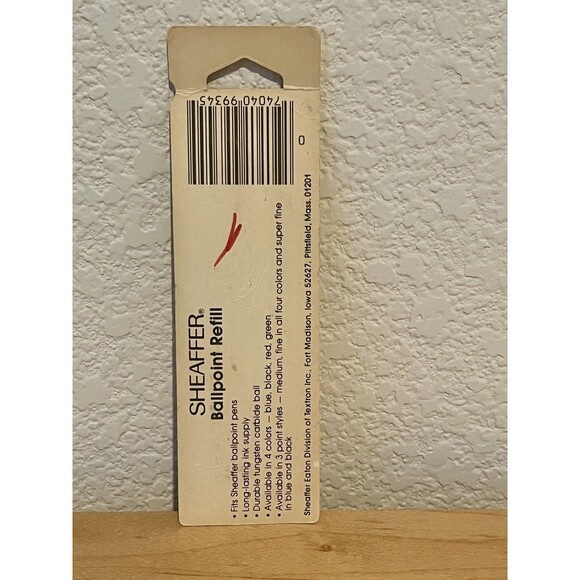 SHEAFFER®
Ballpoint Refill
• Fits Sheaffer ballpoint pens
• Long-lasting ink supply
• Durable tungsten carbide ball
• Available in 4 colors — blue, black, red, green
• Available in 3 point styles — medium, fine in all four colors and super fine
in blue and black
Sheaffer Eaton Division of Textron Inc., Fort Madison, Iowa 52627, Pittsfield, Mass. 01201
74040 99345
0